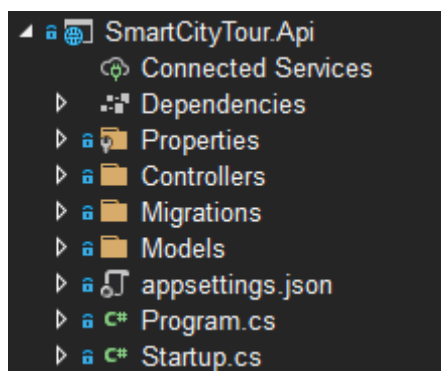 SmartCityTour.Api
Connected Services
Dependencies
Properties
Controllers
Migrations
Models
appsettings.json
C# Program.cs
C# Startup.cs